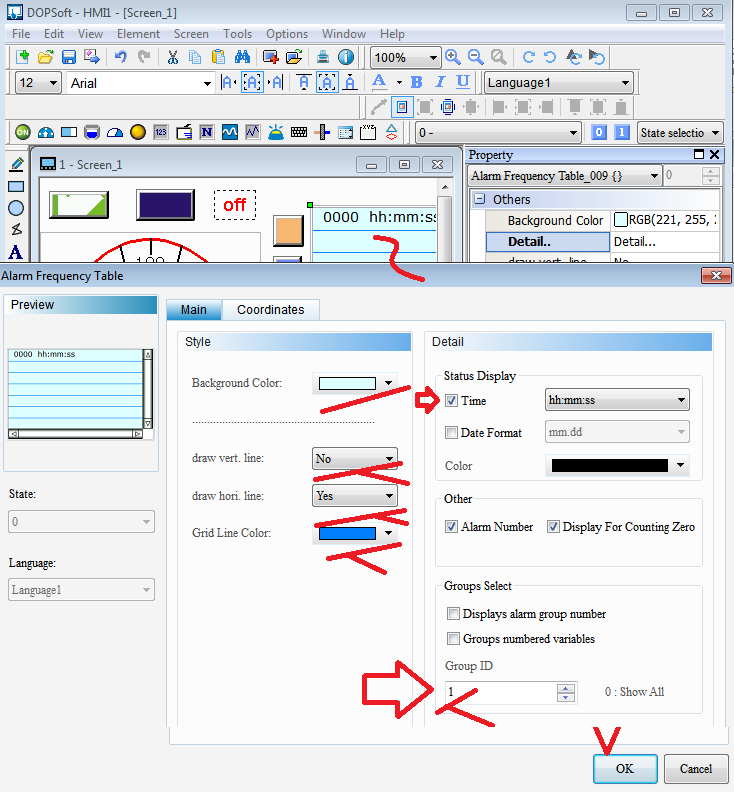 DOPSoft - HMI1 - [Screen_1]
File Edit View Element Screen Tools Options Window Help
100%
12 Arial A A A A A A A B I U Language1
ON 123 N A XYZ 0 - 0 1 State selectio
1 - Screen_1
off
0000 hh:mm:ss
100
A
Property
Alarm Frequency Table_009 {} 0
Others
Background Color RGB(221, 255, 2
Detail.. Detail...
draw vert. line No
Alarm Frequency Table
Preview
0000 hh:mm:ss
State:
0
Language:
Language1
Main Coordinates
Style
Background Color:
draw vert. line: No
draw hori. line: Yes
Grid Line Color:
Detail
Status Display
Time hh:mm:ss
Date Format mm.dd
Color
Other
Alarm Number Display For Counting Zero
Groups Select
Displays alarm group number
Groups numbered variables
Group ID
1 0 : Show All
OK Cancel